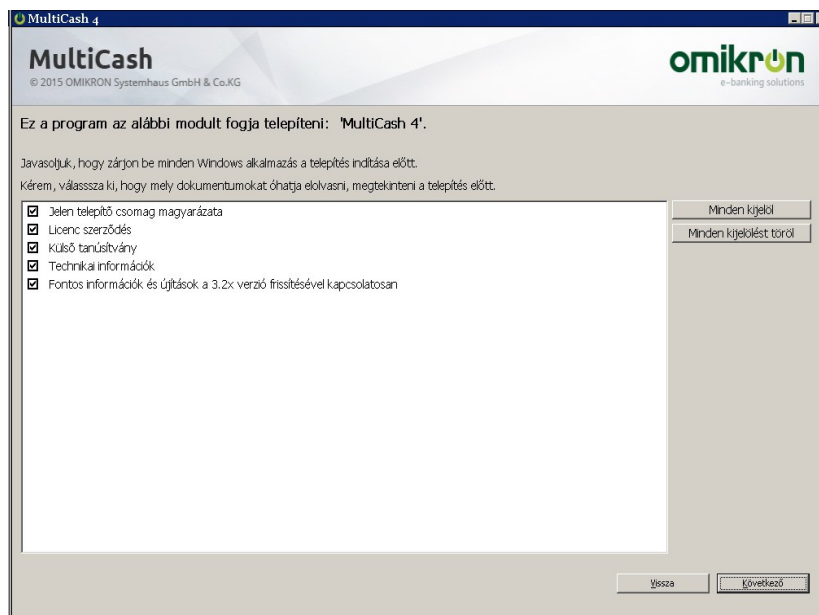 MultiCash 4
MultiCash
© 2015 OMIKRON Systemhaus GmbH & Co.KG
omikron
e-banking solutions
Ez a program az alábbi modult fogja telepíteni: 'MultiCash 4'.
Javasoljuk, hogy zárjon be minden Windows alkalmazás a telepítés indítása előtt.
Kérem, válasssza ki, hogy mely dokumentumokat óhatja elolvasni, megtekinteni a telepítés előtt.
Jelen telepítő csomag magyarázata
Licenc szerződés
Külső tanúsítvány
Technikai információk
Fontos információk és újítások a 3.2x verzió frissítésével kapcsolatosan
Minden kijelöl
Minden kijelölést töröl
Vissza
Következő